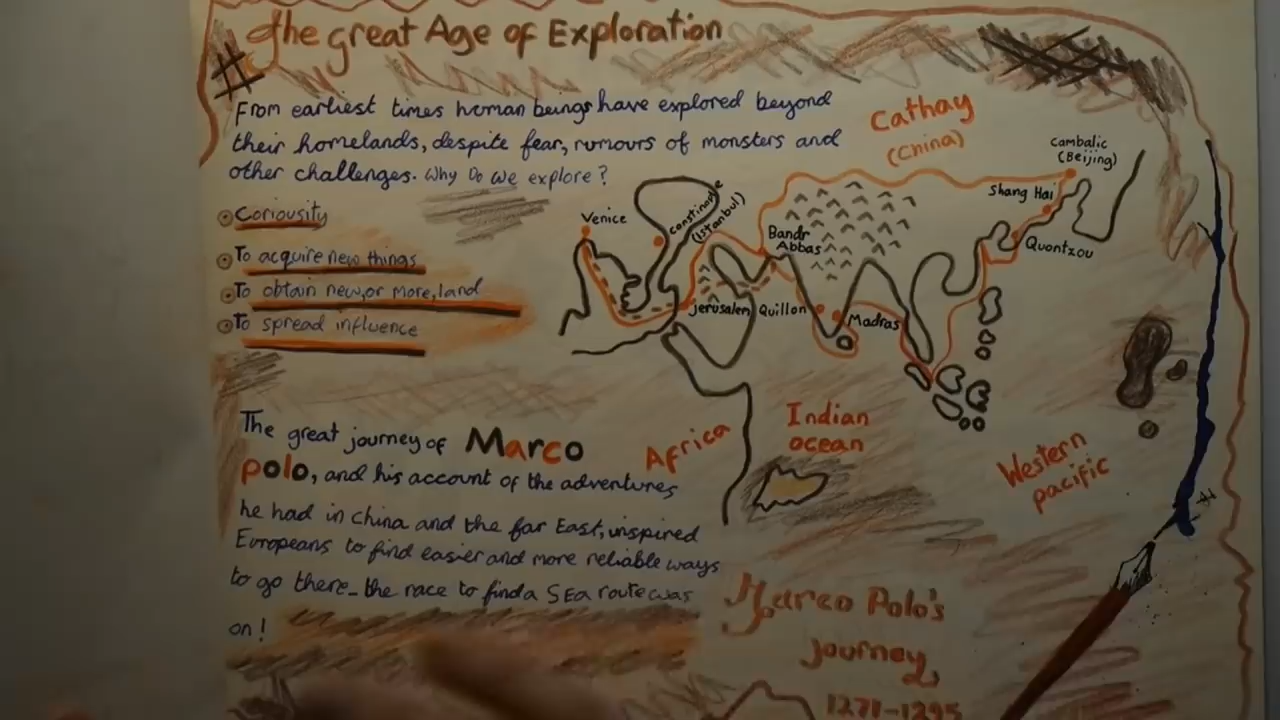 The great Age of Exploration
From earliest times human beings have explored beyond
their homelands, despite fear, rumours of monsters and
other challenges. Why Do we explore?
Coriousity
To acquire new things
To obtain new, or more, land
To spread influence
Cathay
(China)
Cambalic
(Beijing)
Shang Hai
Quontzou
Venice
Constinople
(Istanbul)
Bandr
Abbas
Jerusalem
Quillon
Madras
Africa
Indian
ocean
Western
pacific
The great journey of Marco
polo, and his account of the adventures
he had in China and the far East, inspired
Europeans to find easier and more reliable ways
to go there_ the race to find a SEa route was
on!
Marco Polo's
journey
1271-1295